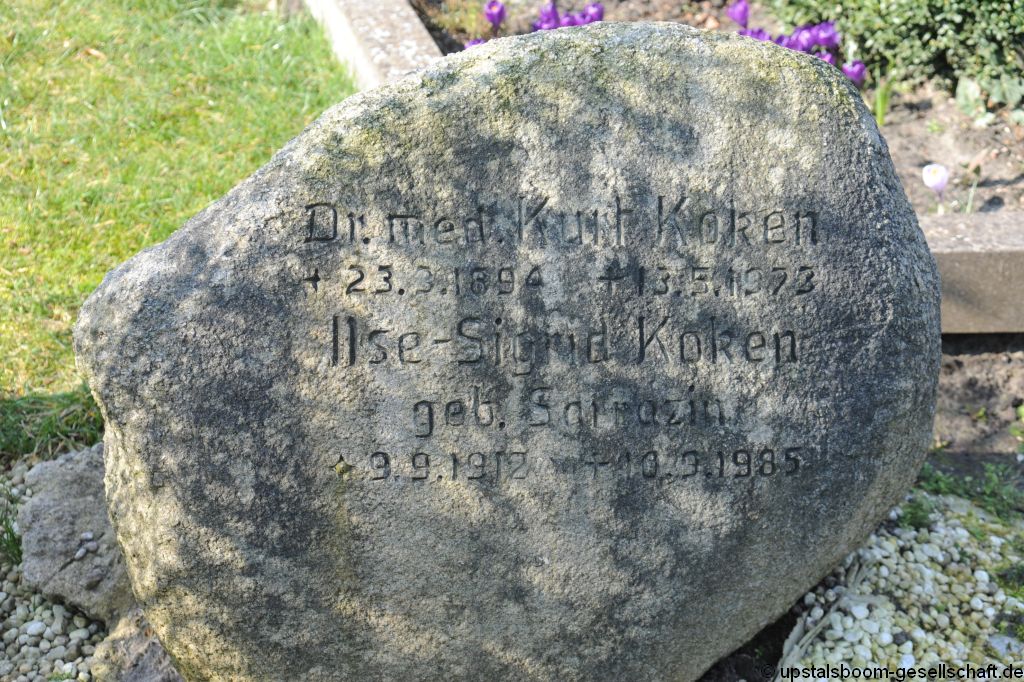 Dr. med. Kurt Koken
23.3.1894 + 13.5.1973
Ilse-Sigrid Koken
geb. Sarrazin
9.9.1912 + 10.9.1985
© upstalsboom-gesellschaft.de